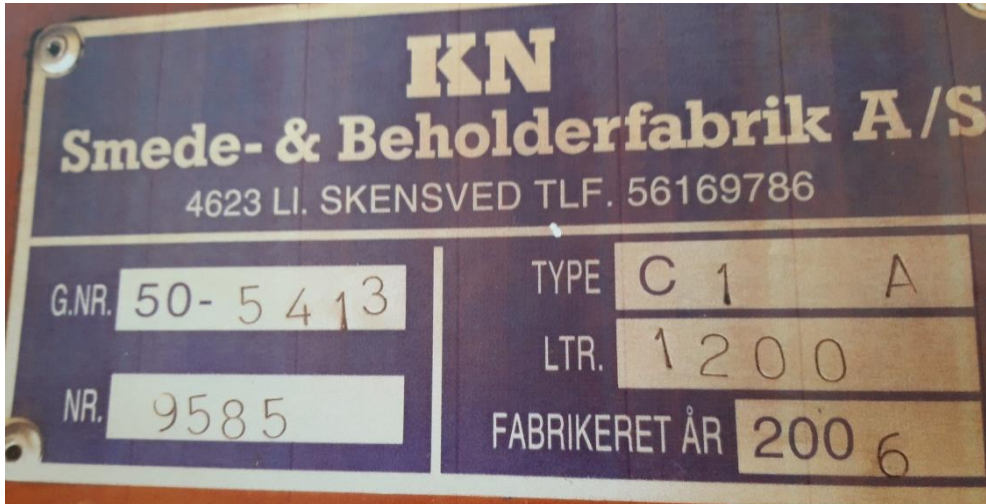 KN
Smede- & Beholderfabrik A/S
4623 LI. SKENSVED TLF. 56169786
G.NR. 50-5413
NR. 9585
TYPE C1 A
LTR. 1200
FABRIKERET ÅR 2006